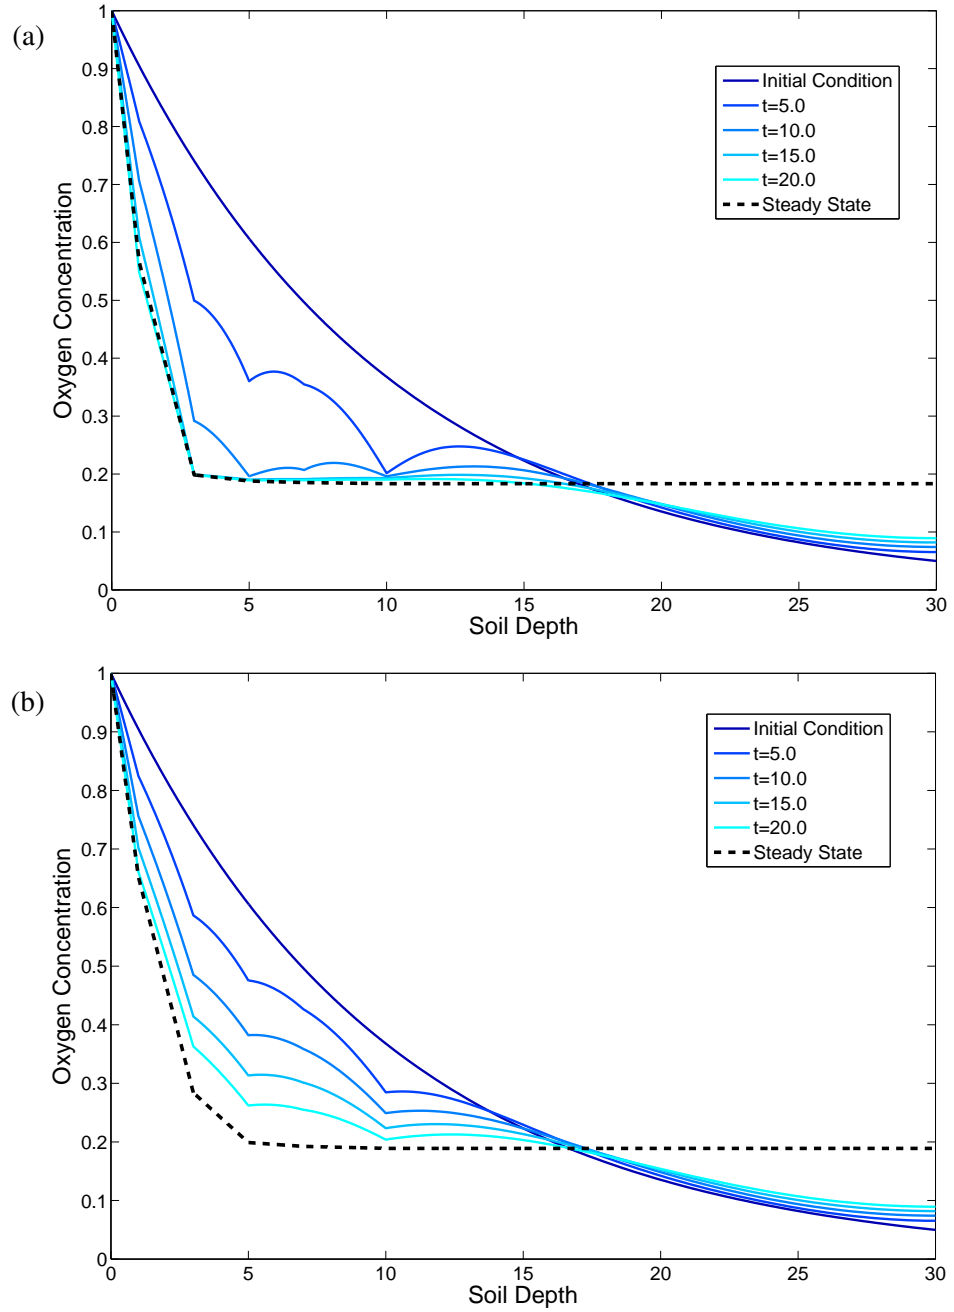 (a)
1
0.9
0.8
0.7
0.6
0.5
0.4
0.3
0.2
0.1
0
Oxygen Concentration
0 5 10 15 20 25 30
Soil Depth
Initial Condition
t=5.0
t=10.0
t=15.0
t=20.0
Steady State
(b)
1
0.9
0.8
0.7
0.6
0.5
0.4
0.3
0.2
0.1
0
Oxygen Concentration
0 5 10 15 20 25 30
Soil Depth
Initial Condition
t=5.0
t=10.0
t=15.0
t=20.0
Steady State